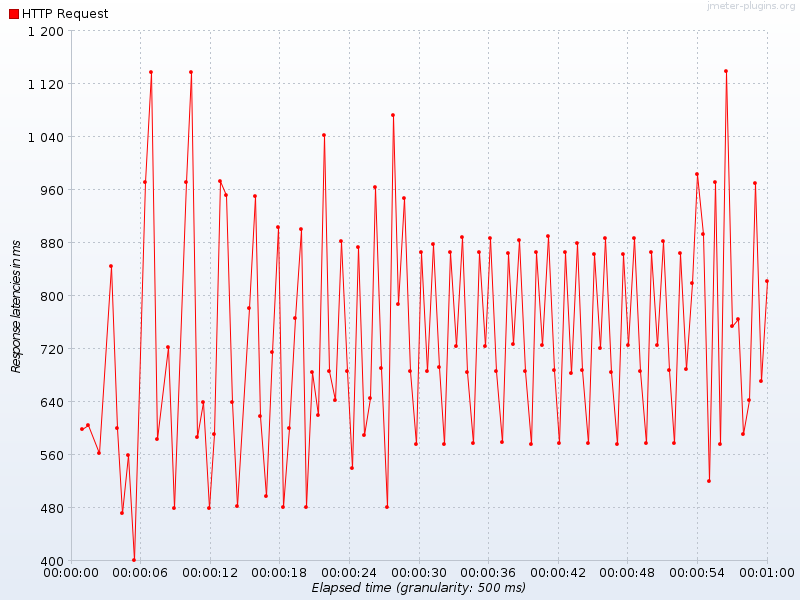 jmeter-plugins.org
HTTP Request
1 200
1 120
1 040
960
880
800
720
640
560
480
400
Response latencies in ms
00:00:00 00:00:06 00:00:12 00:00:18 00:00:24 00:00:30 00:00:36 00:00:42 00:00:48 00:00:54 00:01:00
Elapsed time (granularity: 500 ms)